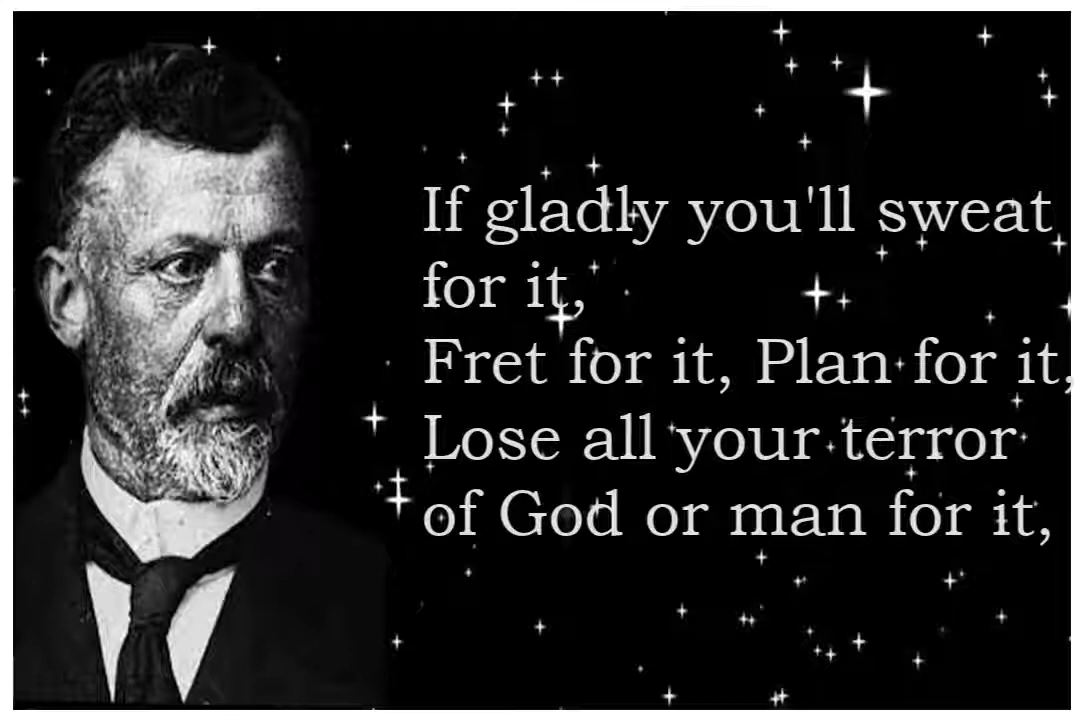 If gladly you'll sweat
for it,
Fret for it, Plan for it,
Lose all your terror
of God or man for it,